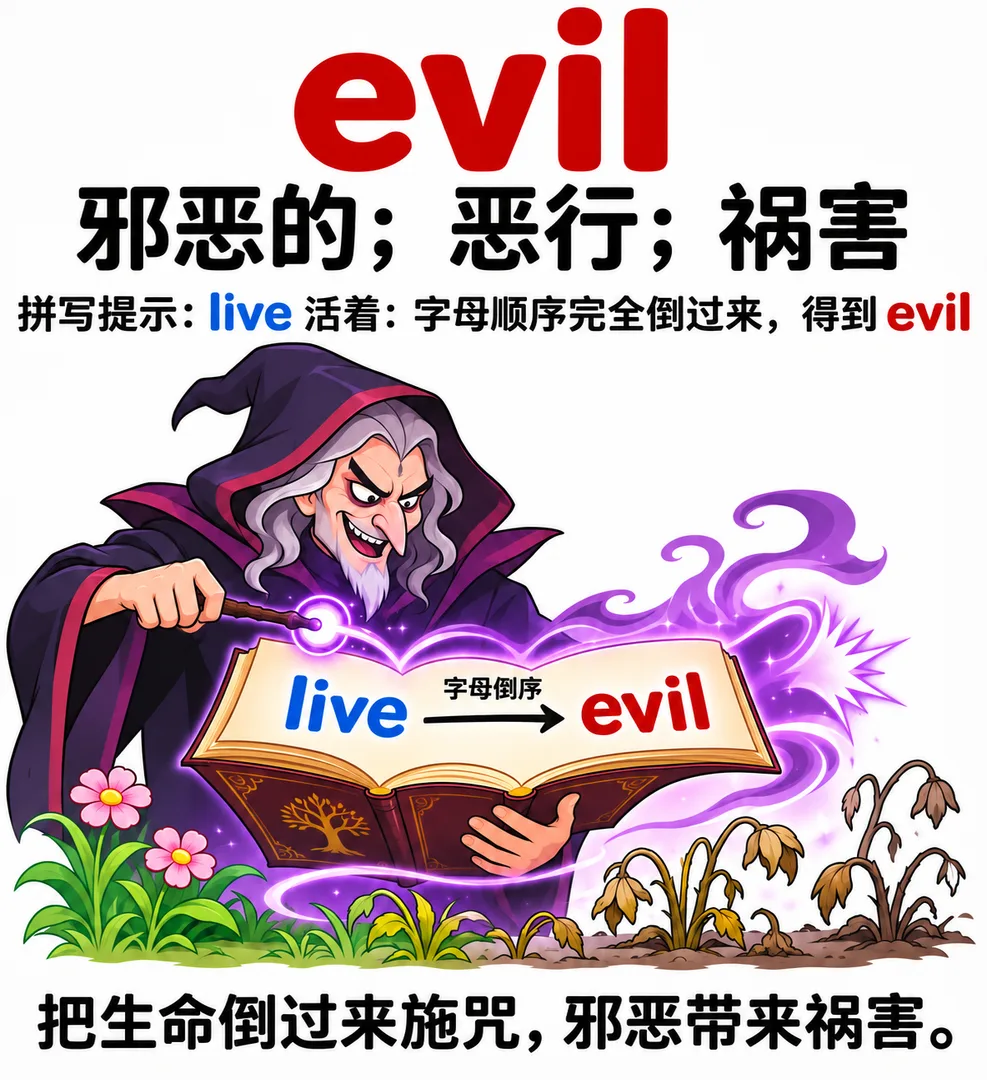 evil
邪恶的；恶行；祸害
拼写提示：live 活着：字母顺序完全倒过来，得到 evil
live 字母倒序 evil
把生命倒过来施咒，邪恶带来祸害。